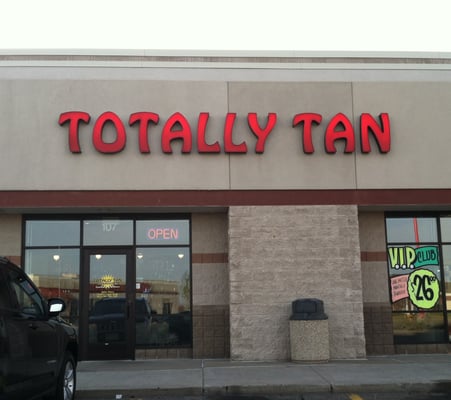 TOTALLY TAN
107
OPEN
V.I.P. CLUB
$26